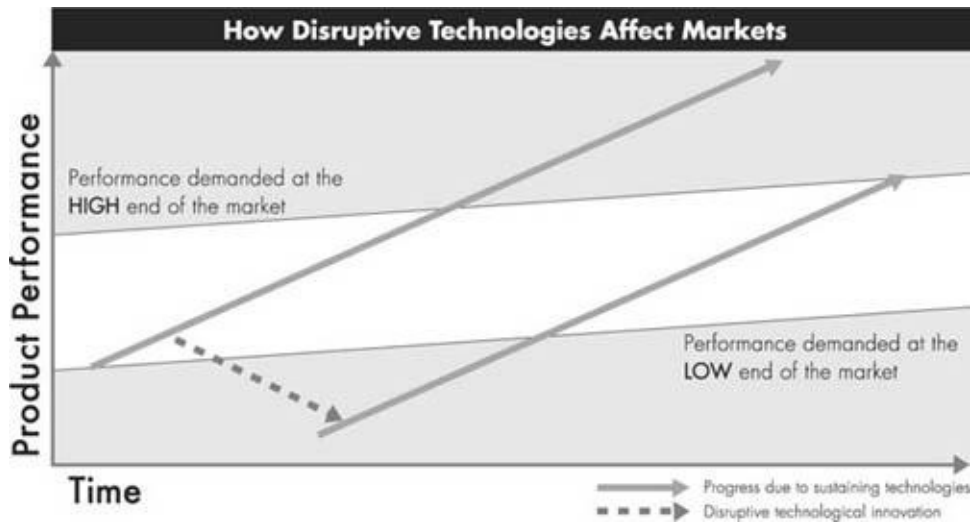 How Disruptive Technologies Affect Markets
Product Performance
Performance demanded at the
HIGH end of the market
Performance demanded at the
LOW end of the market
Time
Progress due to sustaining technologies
Disruptive technological innovation